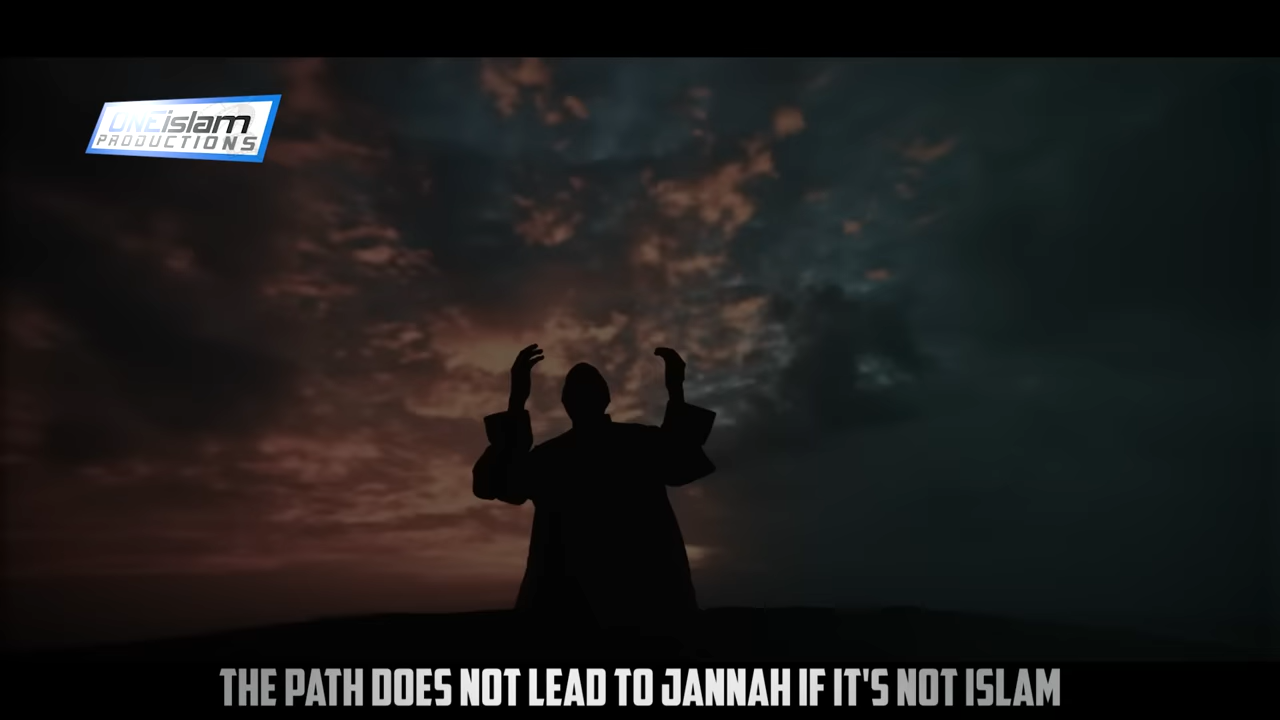 ONEislam
PRODUCTIONS
THE PATH DOES NOT LEAD TO JANNAH IF IT'S NOT ISLAM